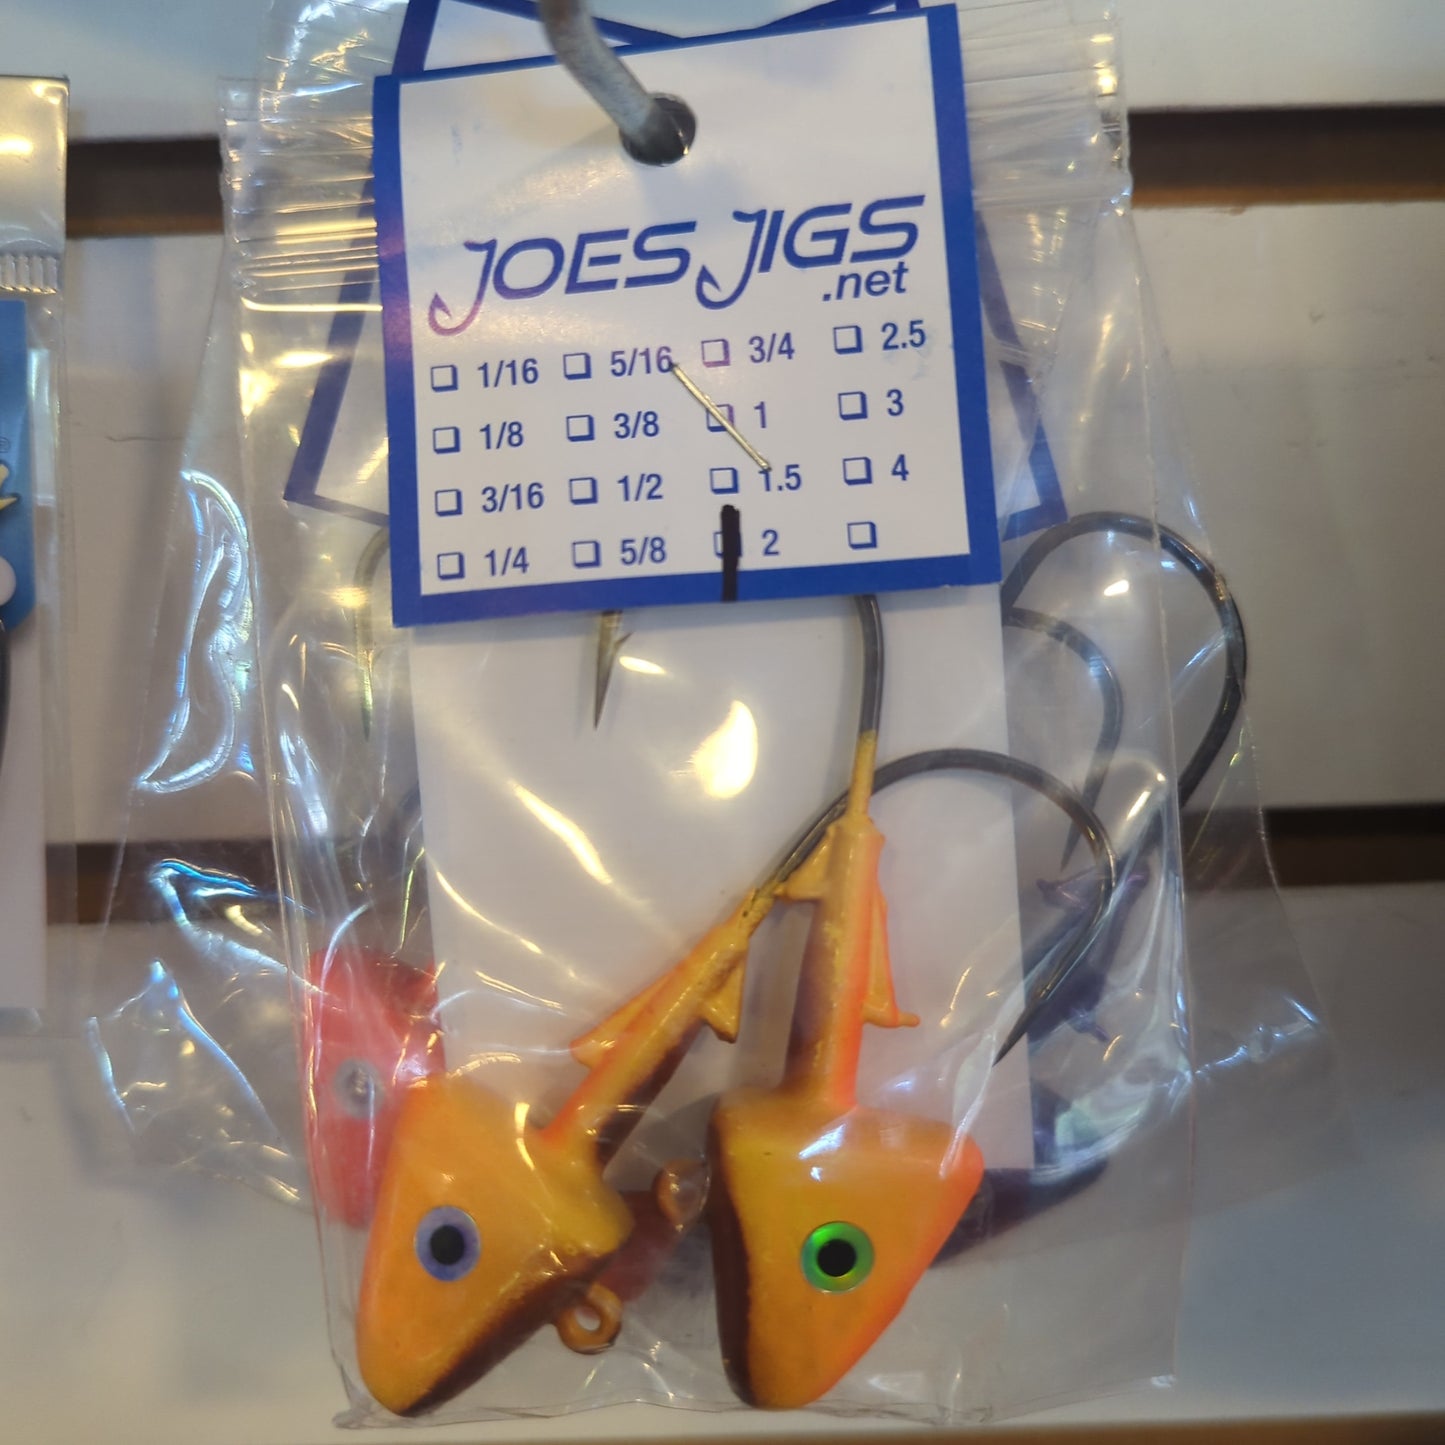 JOES JIGS
.net
❏ 1/16 ❏ 5/16 ❏ 3/4 ❏ 2.5
❏ 1/8 ❏ 3/8 ❏ 1 ❏ 3
❏ 3/16 ❏ 1/2 ❏ 1.5 ❏ 4
❏ 1/4 ❏ 5/8 ❏ 2 ❏
®